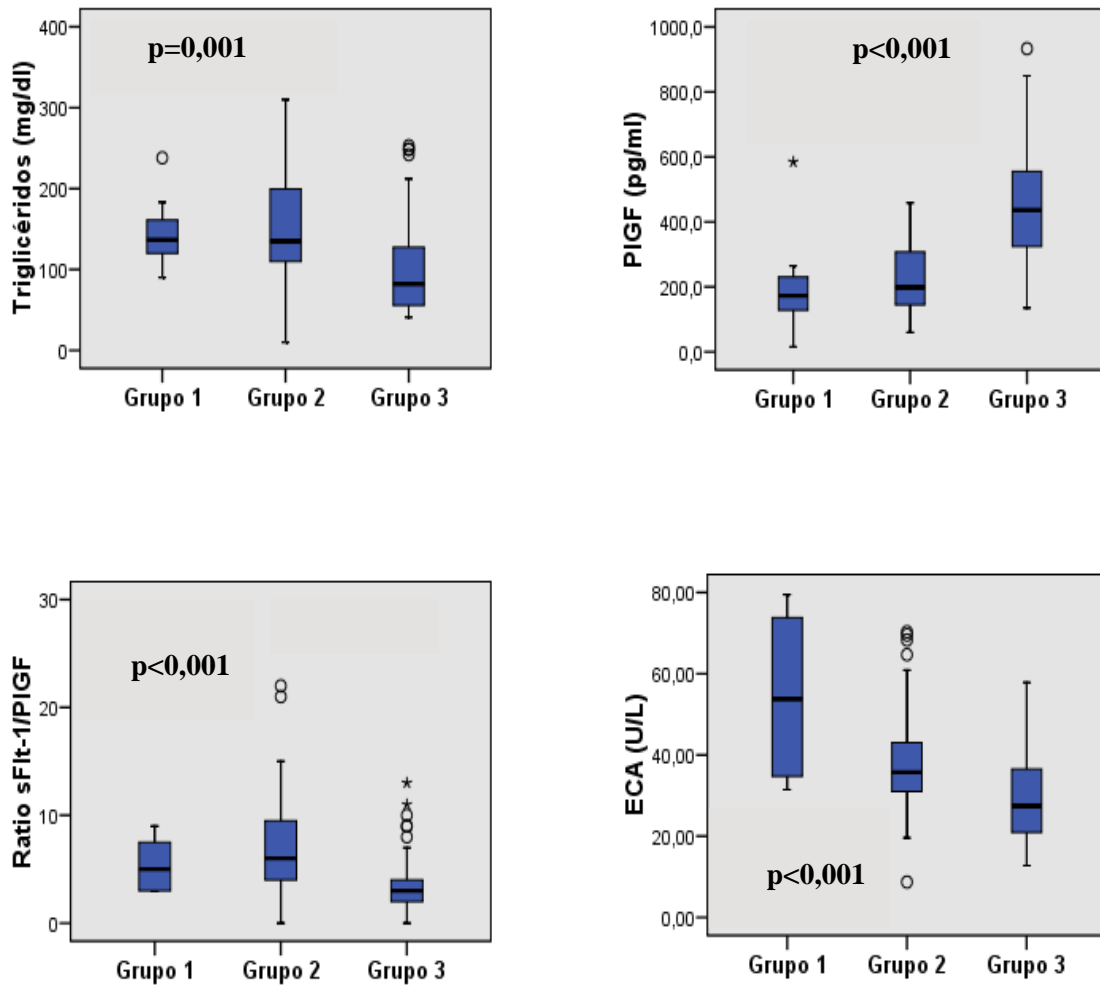 Triglicéridos (mg/dl)
400
300
200
100
0
p=0,001
Grupo 1 Grupo 2 Grupo 3
PlGF (pg/ml)
1000,0
800,0
600,0
400,0
200,0
0,0
p<0,001
Grupo 1 Grupo 2 Grupo 3
Ratio sFlt-1/PlGF
30
20
10
0
p<0,001
Grupo 1 Grupo 2 Grupo 3
ECA (U/L)
80,00
60,00
40,00
20,00
0,00
p<0,001
Grupo 1 Grupo 2 Grupo 3